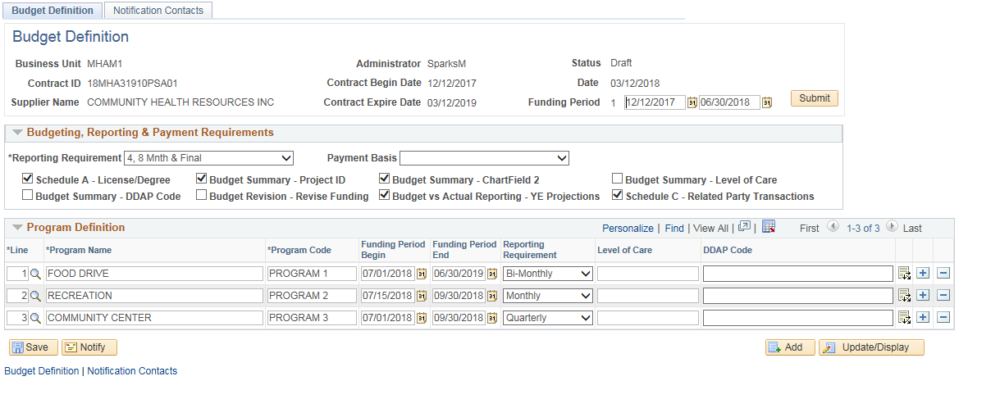 Budget Definition Notification Contacts
Budget Definition
Business Unit MHAM1 Administrator SparksM Status Draft
Contract ID 18MHA31910PSA01 Contract Begin Date 12/12/2017 Date 03/12/2018
Supplier Name COMMUNITY HEALTH RESOURCES INC Contract Expire Date 03/12/2019 Funding Period 1 12/12/2017 06/30/2018 Submit
Budgeting, Reporting & Payment Requirements
*Reporting Requirement 4, 8 Mnth & Final Payment Basis
Schedule A - License/Degree Budget Summary - Project ID Budget Summary - ChartField 2 Budget Summary - Level of Care
Budget Summary - DDAP Code Budget Revision - Revise Funding Budget vs Actual Reporting - YE Projections Schedule C - Related Party Transactions
Program Definition Personalize | Find | View All | | First 1-3 of 3 Last
*Line *Program Name *Program Code Funding Period Begin Funding Period End Reporting Requirement Level of Care DDAP Code
1 FOOD DRIVE PROGRAM 1 07/01/2018 06/30/2019 Bi-Monthly
2 RECREATION PROGRAM 2 07/15/2018 09/30/2018 Monthly
3 COMMUNITY CENTER PROGRAM 3 07/01/2018 09/30/2018 Quarterly
Save Notify Add Update/Display
Budget Definition | Notification Contacts